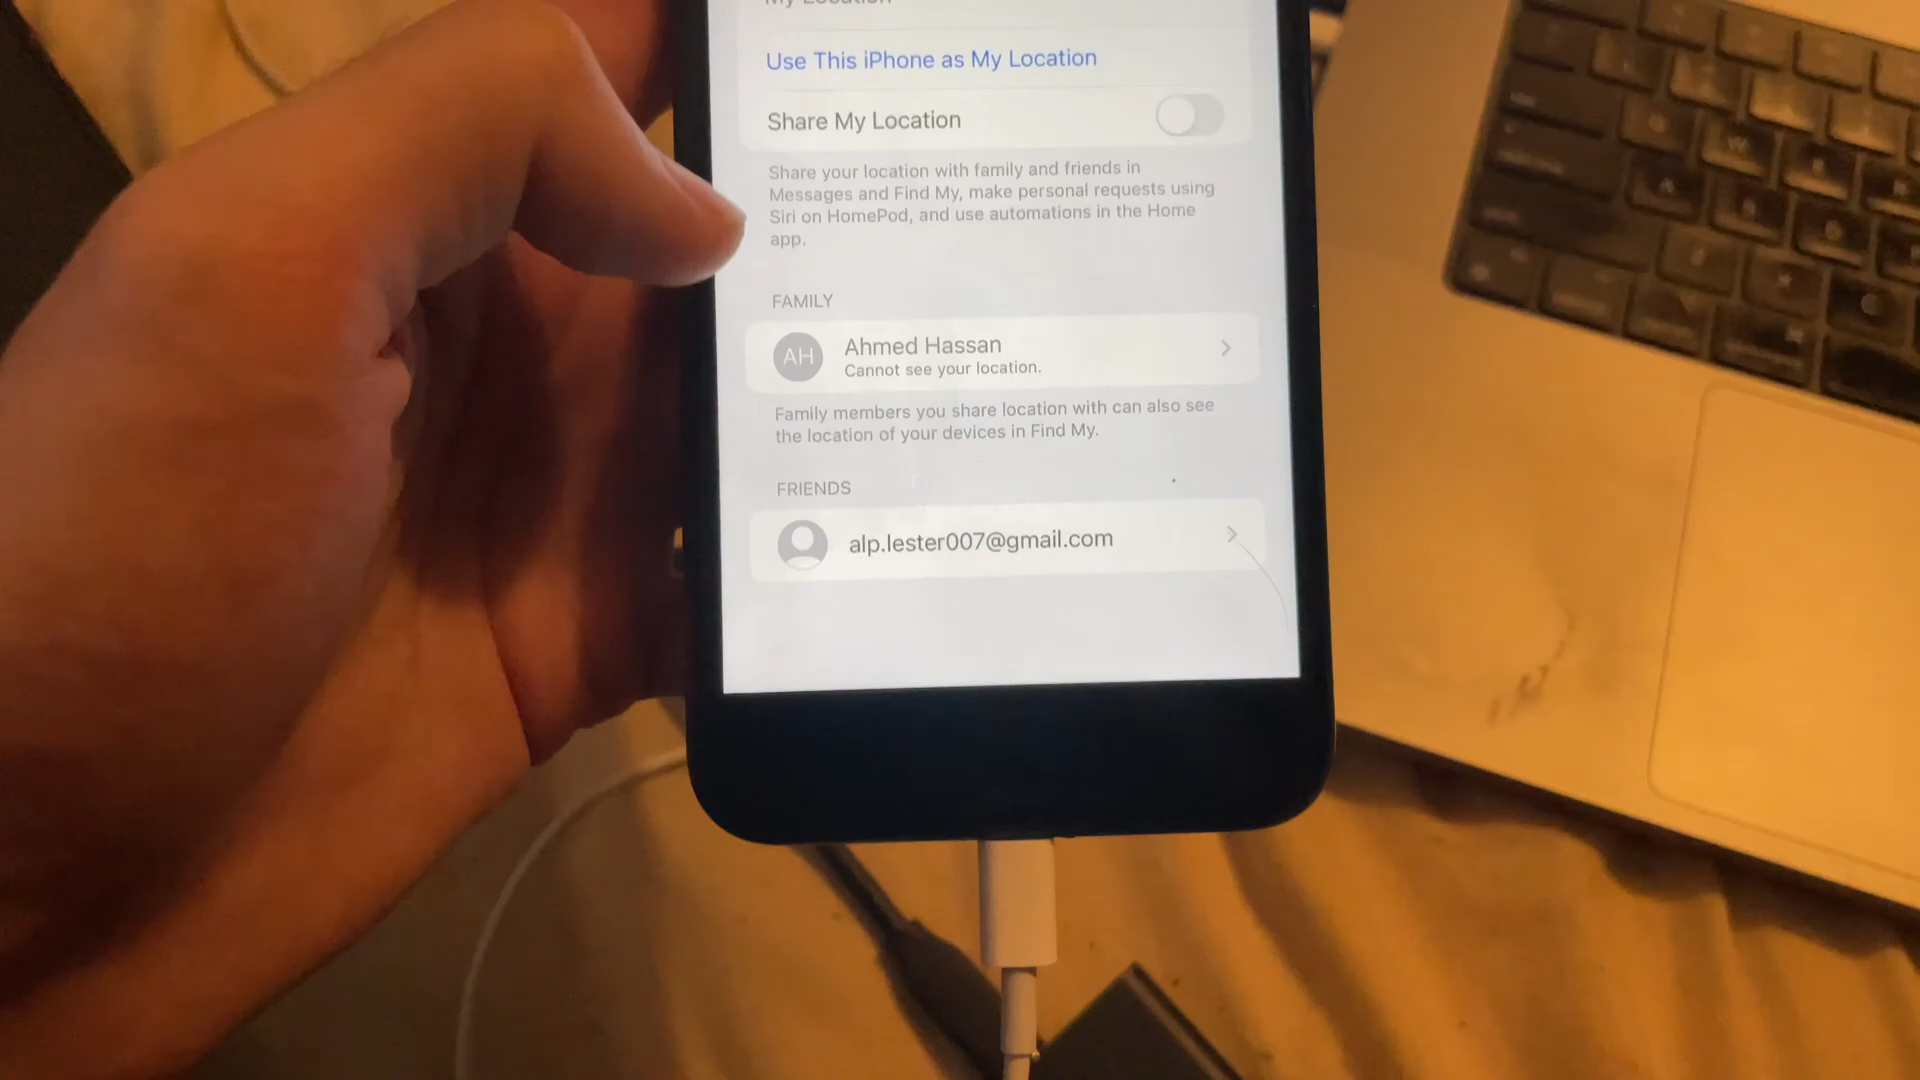 My Location
Use This iPhone as My Location
Share My Location
Share your location with family and friends in
Messages and Find My, make personal requests using
Siri on HomePod, and use automations in the Home
app.
FAMILY
AH
Ahmed Hassan
Cannot see your location.
Family members you share location with can also see
the location of your devices in Find My.
FRIENDS
alp.lester007@gmail.com